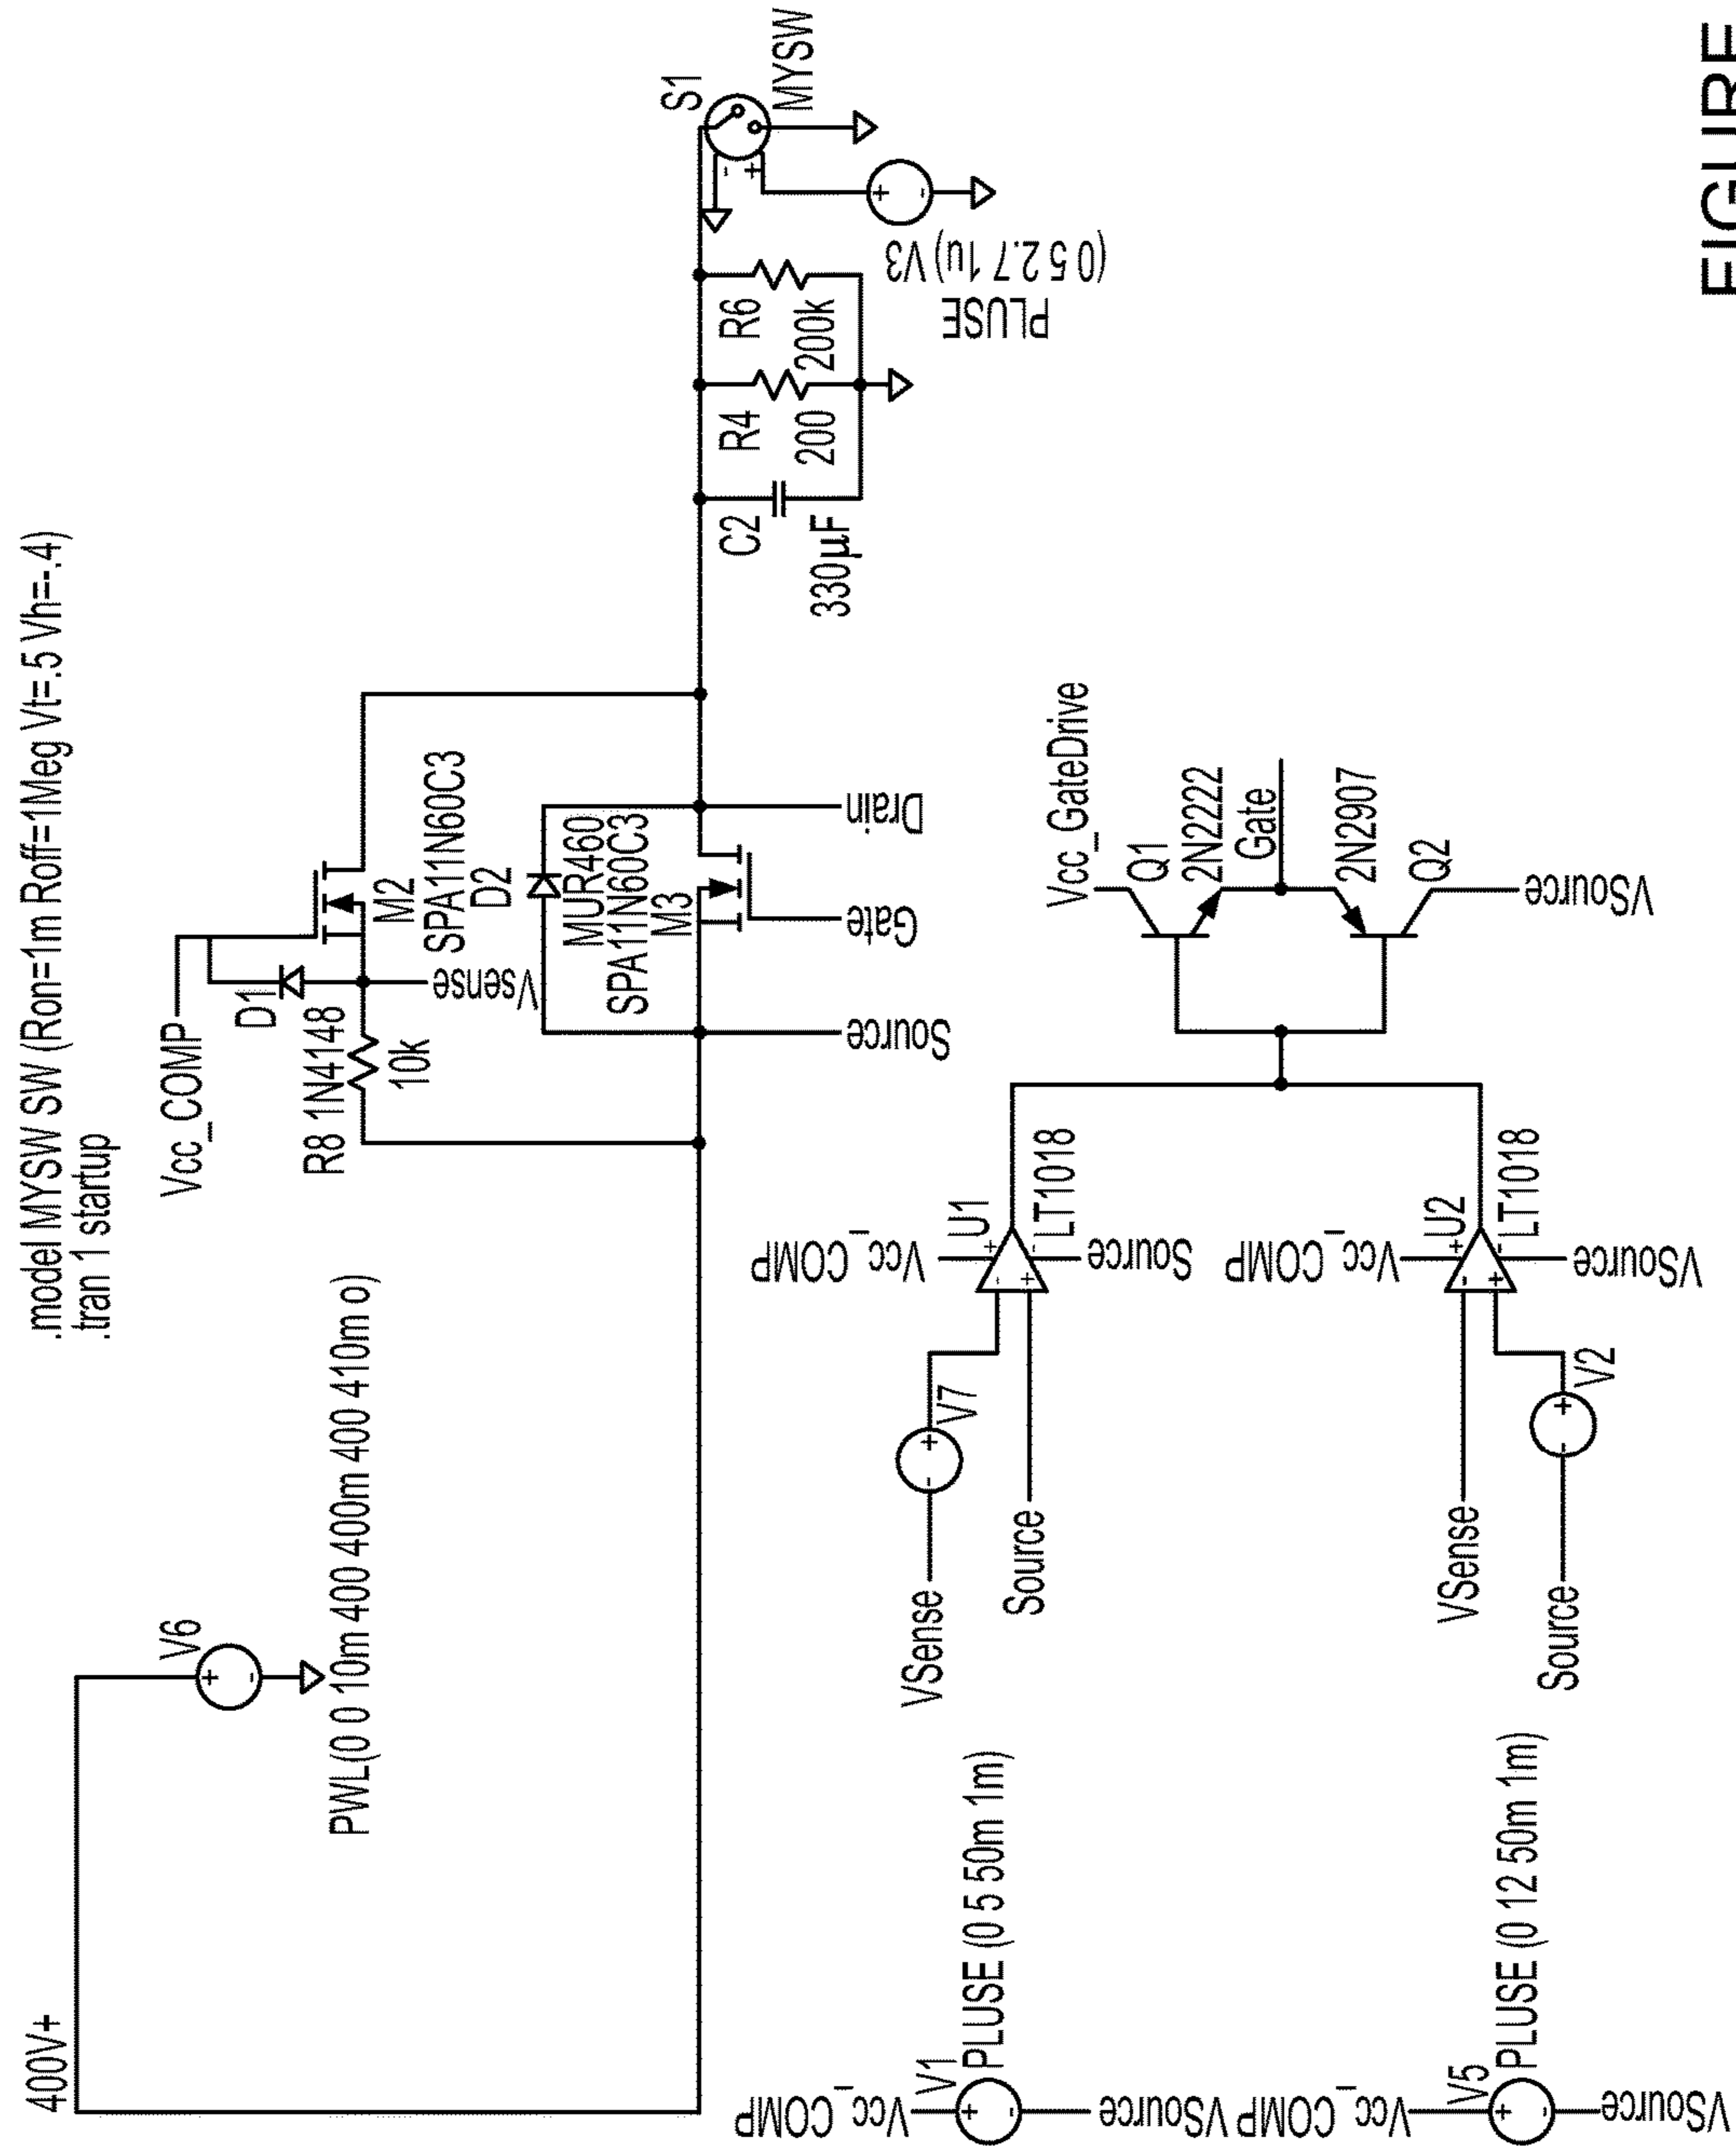 .model MYSW SW (Ron=1m Roff=1Meg Vt=.5 Vh=-.4)
.tran 1 startup
400V+
V6
+
-
PWL(0 0 10m 400 400 400m 400 410m o)
Vcc_COMP
D1
R8 1N4148
10k
Vsense
M2
SPA11N60C3
D2
MUR460
SPA11N60C3
M3
Source
Gate
Drain
C2
330µF
R4
200
R6
200k
S1
MYSW
-
+
+
-
PLUSE
(0 5 2.7 1u) V3
Vcc_COMP
V1
+
-
PLUSE (0 5 50m 1m)
VSource
Vcc_COMP
V5
+
-
PLUSE (0 12 50m 1m)
VSource
VSense
-
+
V7
Source
Vcc_COMP
U1
+
-
-
+
LT1018
Source
VSense
Source
-
+
V2
Vcc_COMP
U2
+
-
-
+
LT1018
VSource
Vcc_GateDrive
Q1
2N2222
Gate
2N2907
Q2
VSource
FIGURE